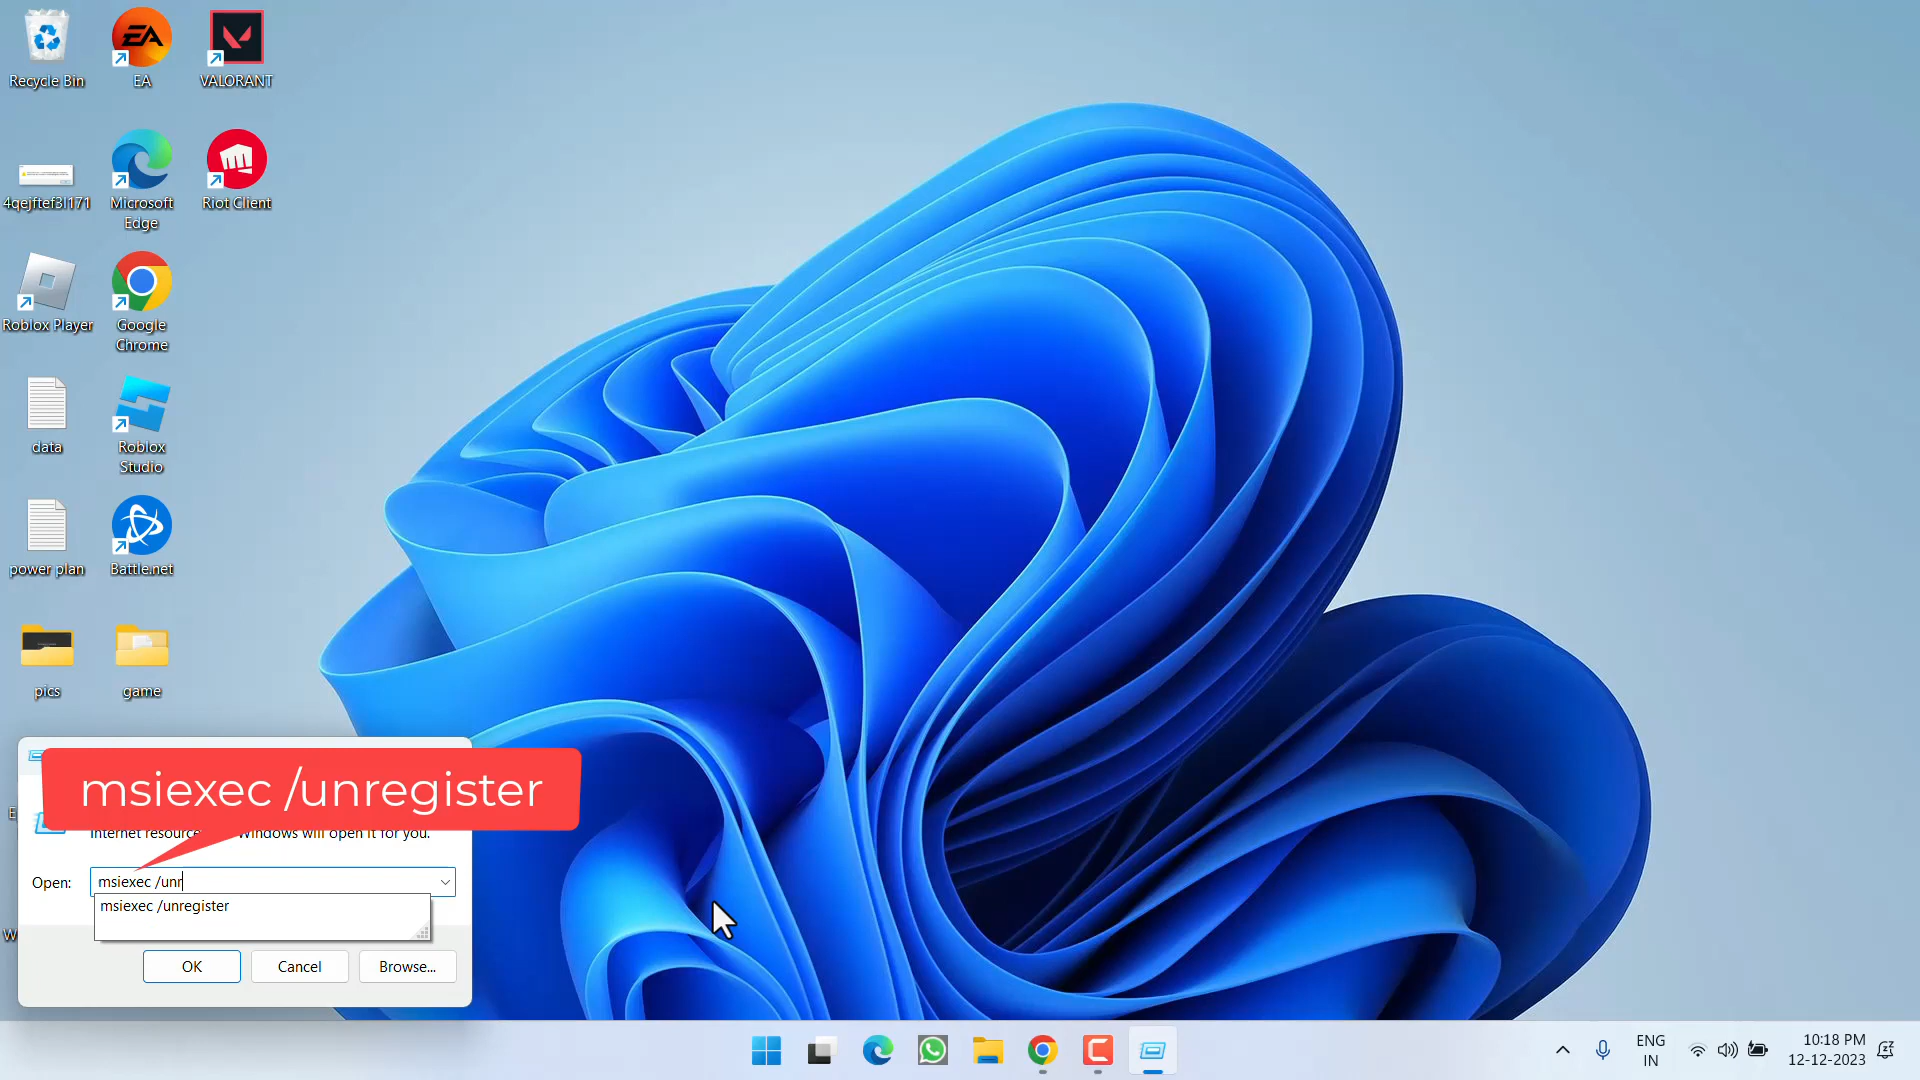 Recycle Bin
EA
EA
VALORANT
4qejftef3l171
Microsoft
Edge
Riot Client
Roblox Player
Google
Chrome
data
Roblox
Studio
power plan
Battle.net
pics
game
msiexec /unregister
Windows will open it for you.
Open:
msiexec /unr
msiexec /unregister
OK
Cancel
Browse...
ENG
IN
10:18 PM
12-12-2023